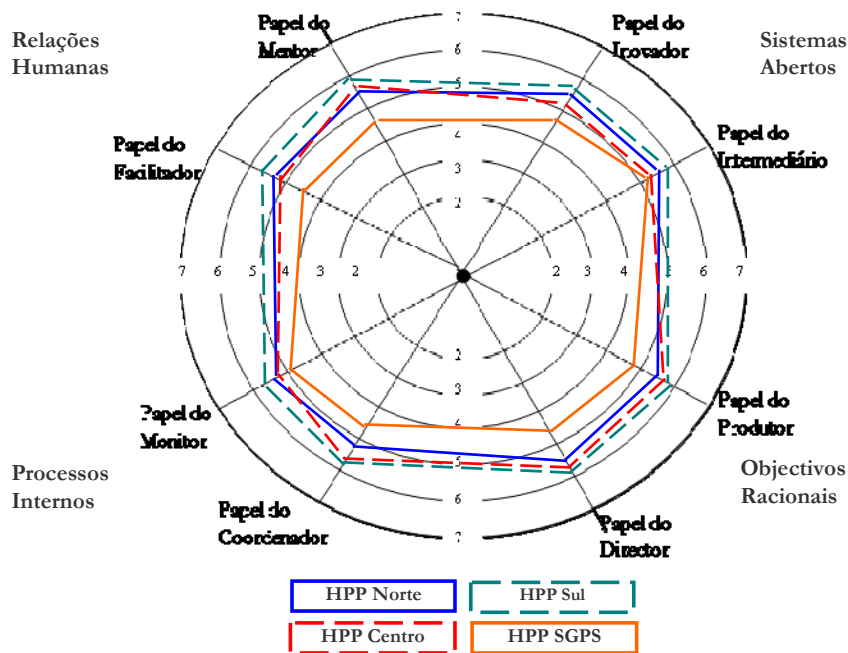 Relações
Humanas
Papel do
Mentor
Papel do
Inovador
Sistemas
Abertos
Papel do
Facilitador
Papel do
Intermediário
7
6
5
4
3
2
7 6 5 4 3 2
2 3 4 5 6 7
2
3
4
5
6
7
Papel do
Monitor
Papel do
Produtor
Processos
Internos
Objectivos
Racionais
Papel do
Coordenador
Papel do
Director
HPP Norte
HPP Sul
HPP Centro
HPP SGPS